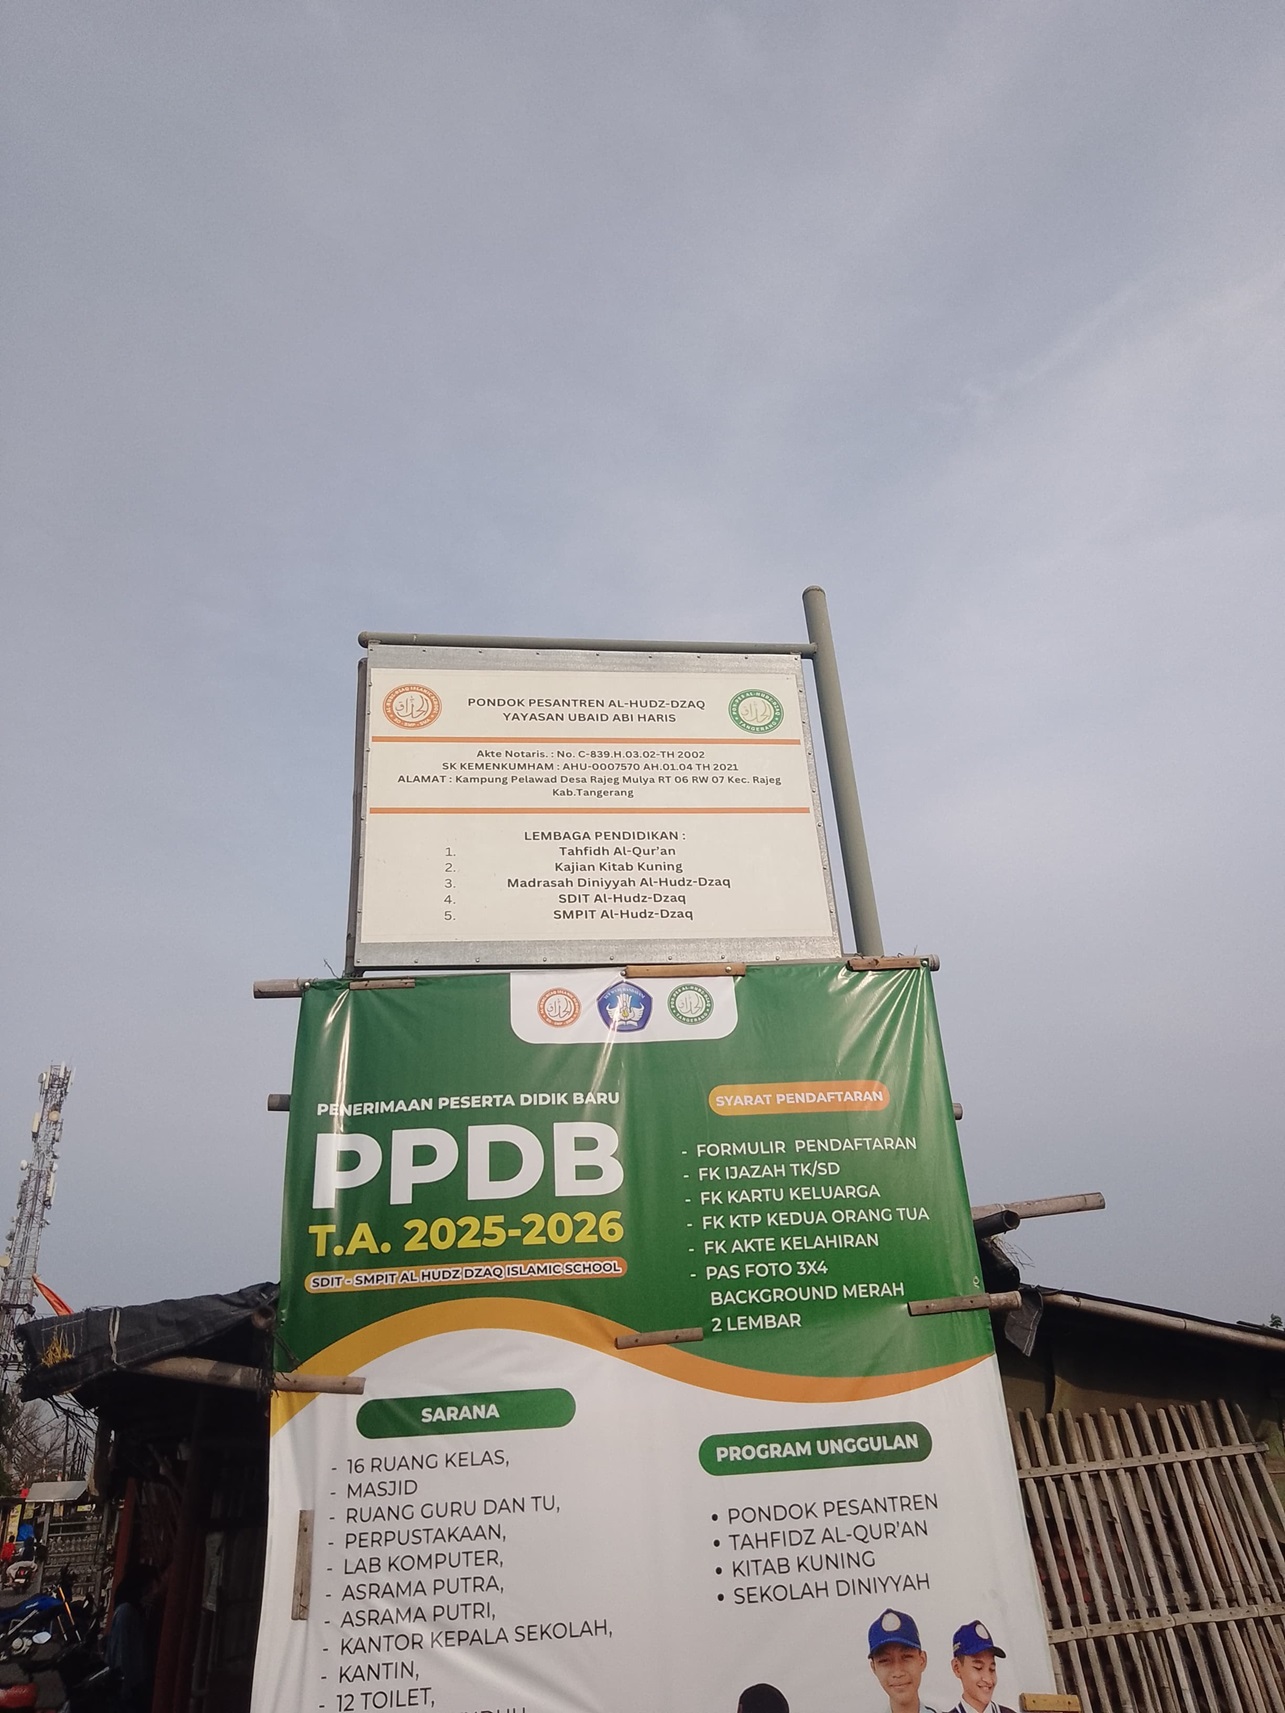 PONDOK PESANTREN AL-HUDZ-DZAQ
YAYASAN UBAID ABI HARIS
Akte Notaris. : No. C-839.H.03.02-TH 2002
SK KEMENKUMHAM : AHU-0007570 AH.01.04 TH 2021
ALAMAT : Kampung Pelawad Desa Rajeg Mulya RT 06 RW 07 Kec. Rajeg
Kab.Tangerang
LEMBAGA PENDIDIKAN :
1. Tahfidh Al-Qur'an
2. Kajian Kitab Kuning
3. Madrasah Diniyyah Al-Hudz-Dzaq
4. SDIT Al-Hudz-Dzaq
5. SMPIT Al-Hudz-Dzaq
PENERIMAAN PESERTA DIDIK BARU
PPDB
T.A. 2025-2026
SDIT - SMPIT AL HUDZ DZAQ ISLAMIC SCHOOL
SYARAT PENDAFTARAN
- FORMULIR PENDAFTARAN
- FK IJAZAH TK/SD
- FK KARTU KELUARGA
- FK KTP KEDUA ORANG TUA
- FK AKTE KELAHIRAN
- PAS FOTO 3X4
BACKGROUND MERAH
2 LEMBAR
SARANA
- 16 RUANG KELAS,
- MASJID
- RUANG GURU DAN TU,
- PERPUSTAKAAN,
- LAB KOMPUTER,
- ASRAMA PUTRA,
- ASRAMA PUTRI,
- KANTOR KEPALA SEKOLAH,
- KANTIN,
- 12 TOILET,
PROGRAM UNGGULAN
• PONDOK PESANTREN
• TAHFIDZ AL-QUR'AN
• KITAB KUNING
• SEKOLAH DINIYYAH